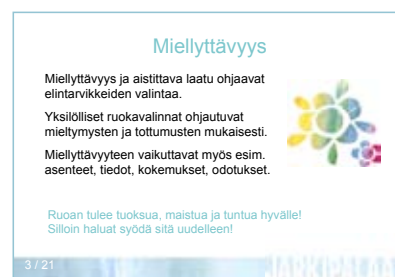 Miellyttävyys
Miellyttävyys ja aistittava laatu ohjaavat
elintarvikkeiden valintaa.
Yksilölliset ruokavalinnat ohjautuvat
mieltymysten ja tottumusten mukaisesti.
Miellyttävyyteen vaikuttavat myös esim.
asenteet, tiedot, kokemukset, odotukset.
Ruoan tulee tuoksua, maistua ja tuntua hyvälle!
Silloin haluat syödä sitä uudelleen!
3 / 21